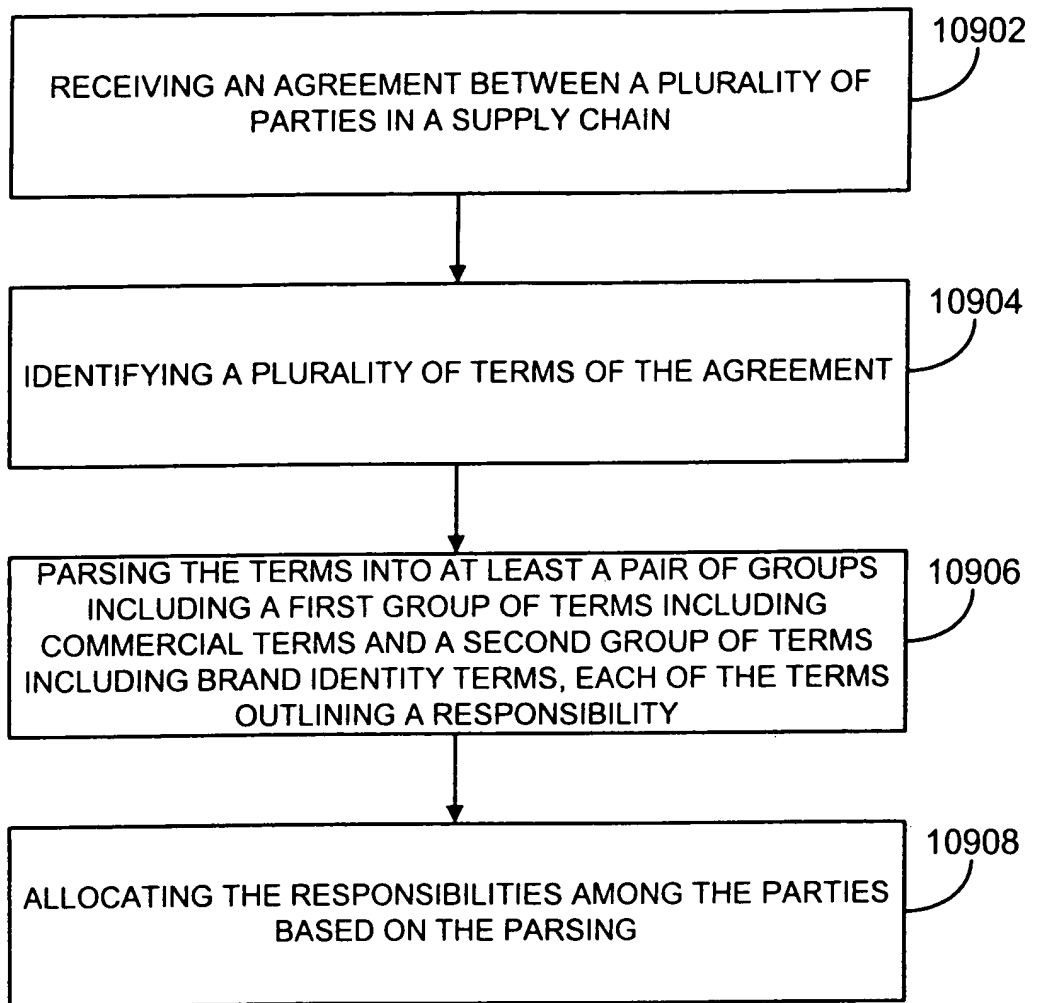 10902
RECEIVING AN AGREEMENT BETWEEN A PLURALITY OF
PARTIES IN A SUPPLY CHAIN
10904
IDENTIFYING A PLURALITY OF TERMS OF THE AGREEMENT
10906
PARSING THE TERMS INTO AT LEAST A PAIR OF GROUPS
INCLUDING A FIRST GROUP OF TERMS INCLUDING
COMMERCIAL TERMS AND A SECOND GROUP OF TERMS
INCLUDING BRAND IDENTITY TERMS, EACH OF THE TERMS
OUTLINING A RESPONSIBILITY
10908
ALLOCATING THE RESPONSIBILITIES AMONG THE PARTIES
BASED ON THE PARSING